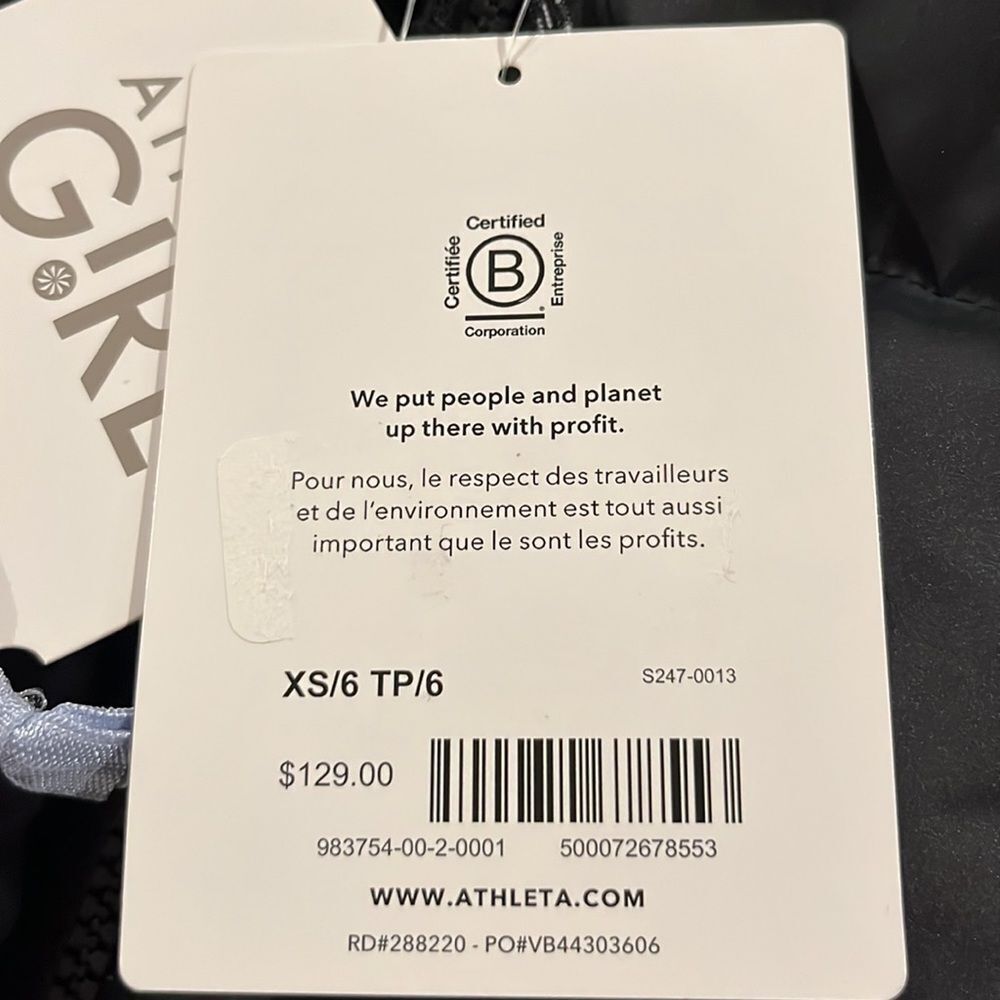 GIRL
Certified
Certifiée
B
Entreprise
Corporation
We put people and planet
up there with profit.
Pour nous, le respect des travailleurs
et de l'environnement est tout aussi
important que le sont les profits.
XS/6 TP/6
S247-0013
$129.00
983754-00-2-0001 500072678553
WWW.ATHLETA.COM
RD#288220 - PO#VB44303606